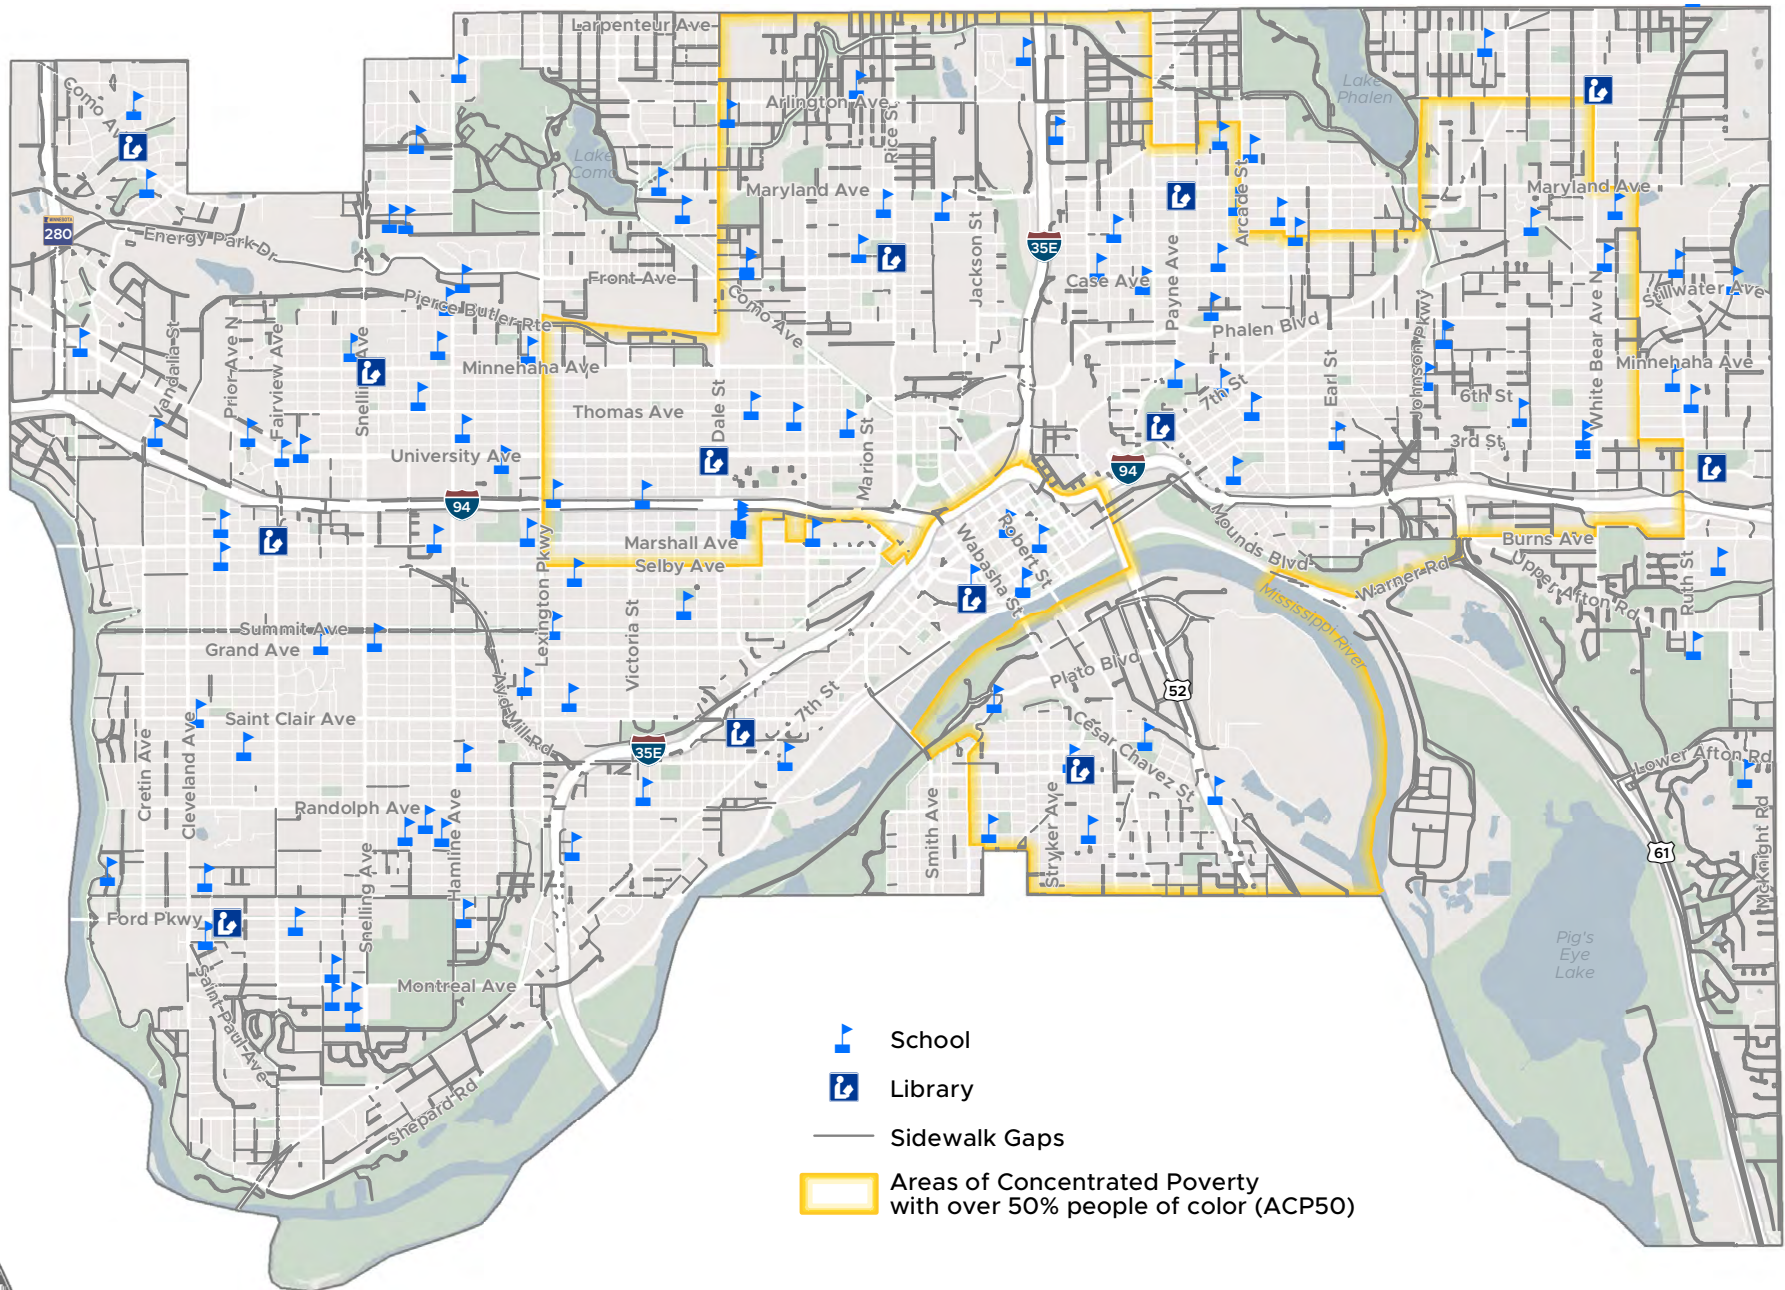 Larpenteur Ave
Como Ave
Arlington Ave
Rice St
Lake
Phalen
Lake
Como
Maryland Ave
Maryland Ave
Arcade St
MINNESOTA
280
Energy Park Dr
Jackson St
35E
Payne Ave
Case Ave
Front Ave
Como Ave
Pierce Butler Rte
Phalen Blvd
Johnson Pkwy
White Bear Ave N
Stillwater Ave
Vandalia St
Prior Ave N
Fairview Ave
Snelling Ave
Minnehaha Ave
Minnehaha Ave
Thomas Ave
Dale St
Marion St
7th St
Earl St
6th St
3rd St
University Ave
94
94
Lexington Pkwy
Marshall Ave
Selby Ave
Wabasha St
Robert St
Mounds Blvd
Burns Ave
Warner Rd
Upper Afton Rd
Ruth St
Mississippi River
Summit Ave
Grand Ave
Victoria St
Ayd Mill Rd
Plato Blvd
52
7th St
Saint Clair Ave
35E
César Chavez St
Lower Afton Rd
Cretin Ave
Cleveland Ave
Randolph Ave
Hamline Ave
Snelling Ave
Smith Ave
Stryker Ave
61
McKnight Rd
Ford Pkwy
Saint Paul Ave
Montreal Ave
Shepard Rd
Pig's
Eye
Lake
School
Library
Sidewalk Gaps
Areas of Concentrated Poverty
with over 50% people of color (ACP50)